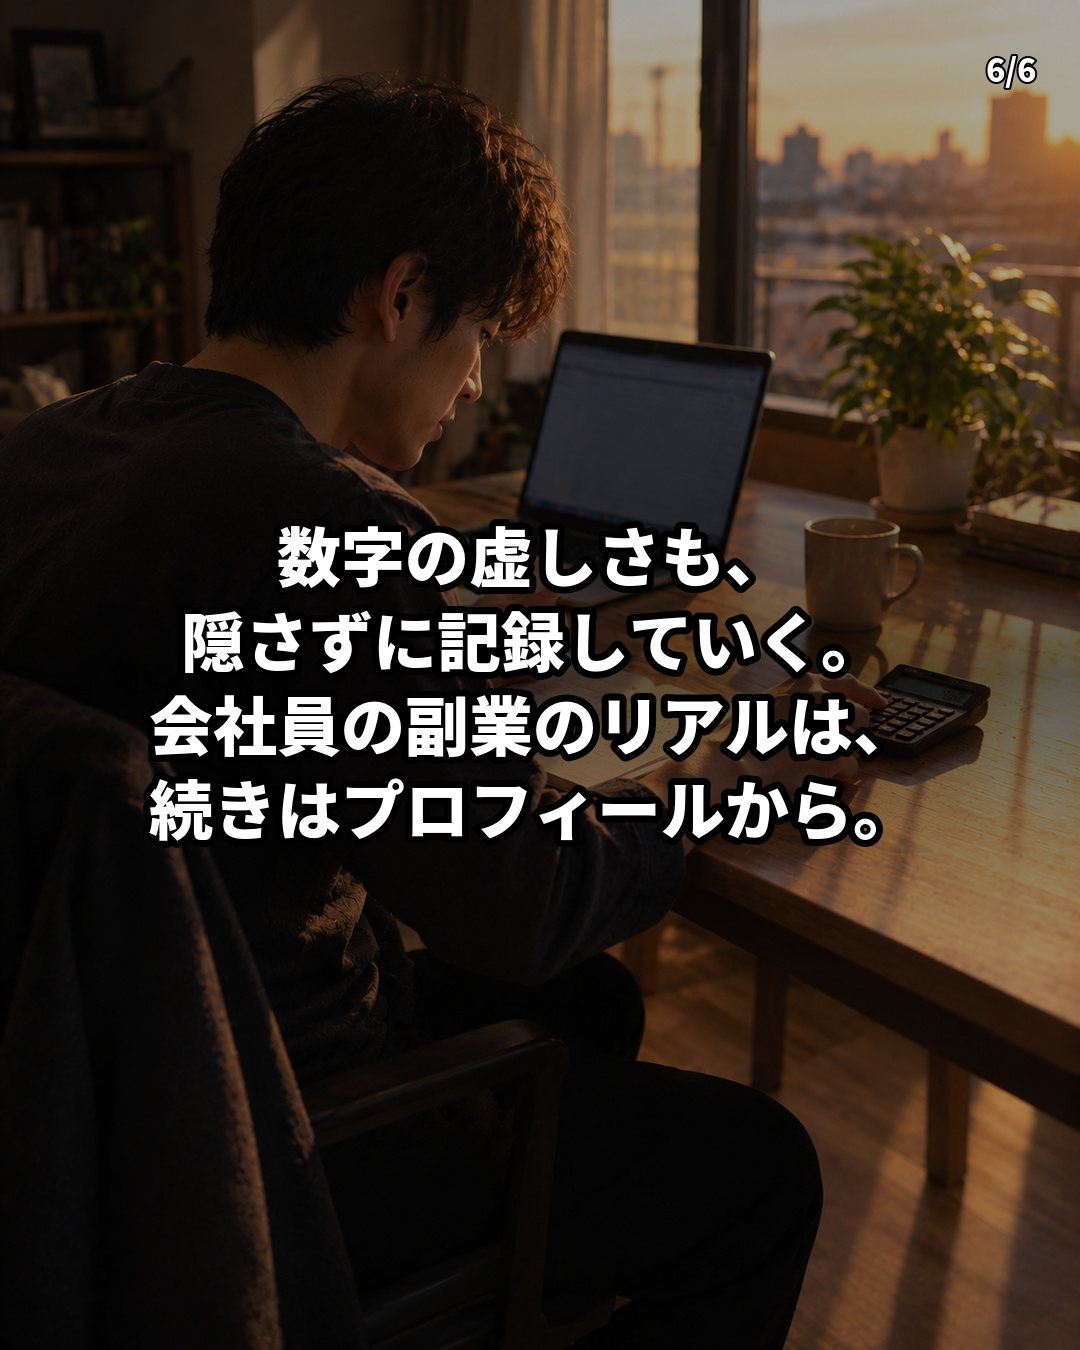 6/6
数字の虚しさも、
隠さずに記録していく。
会社員の副業のリアルは、
続きはプロフィールから。